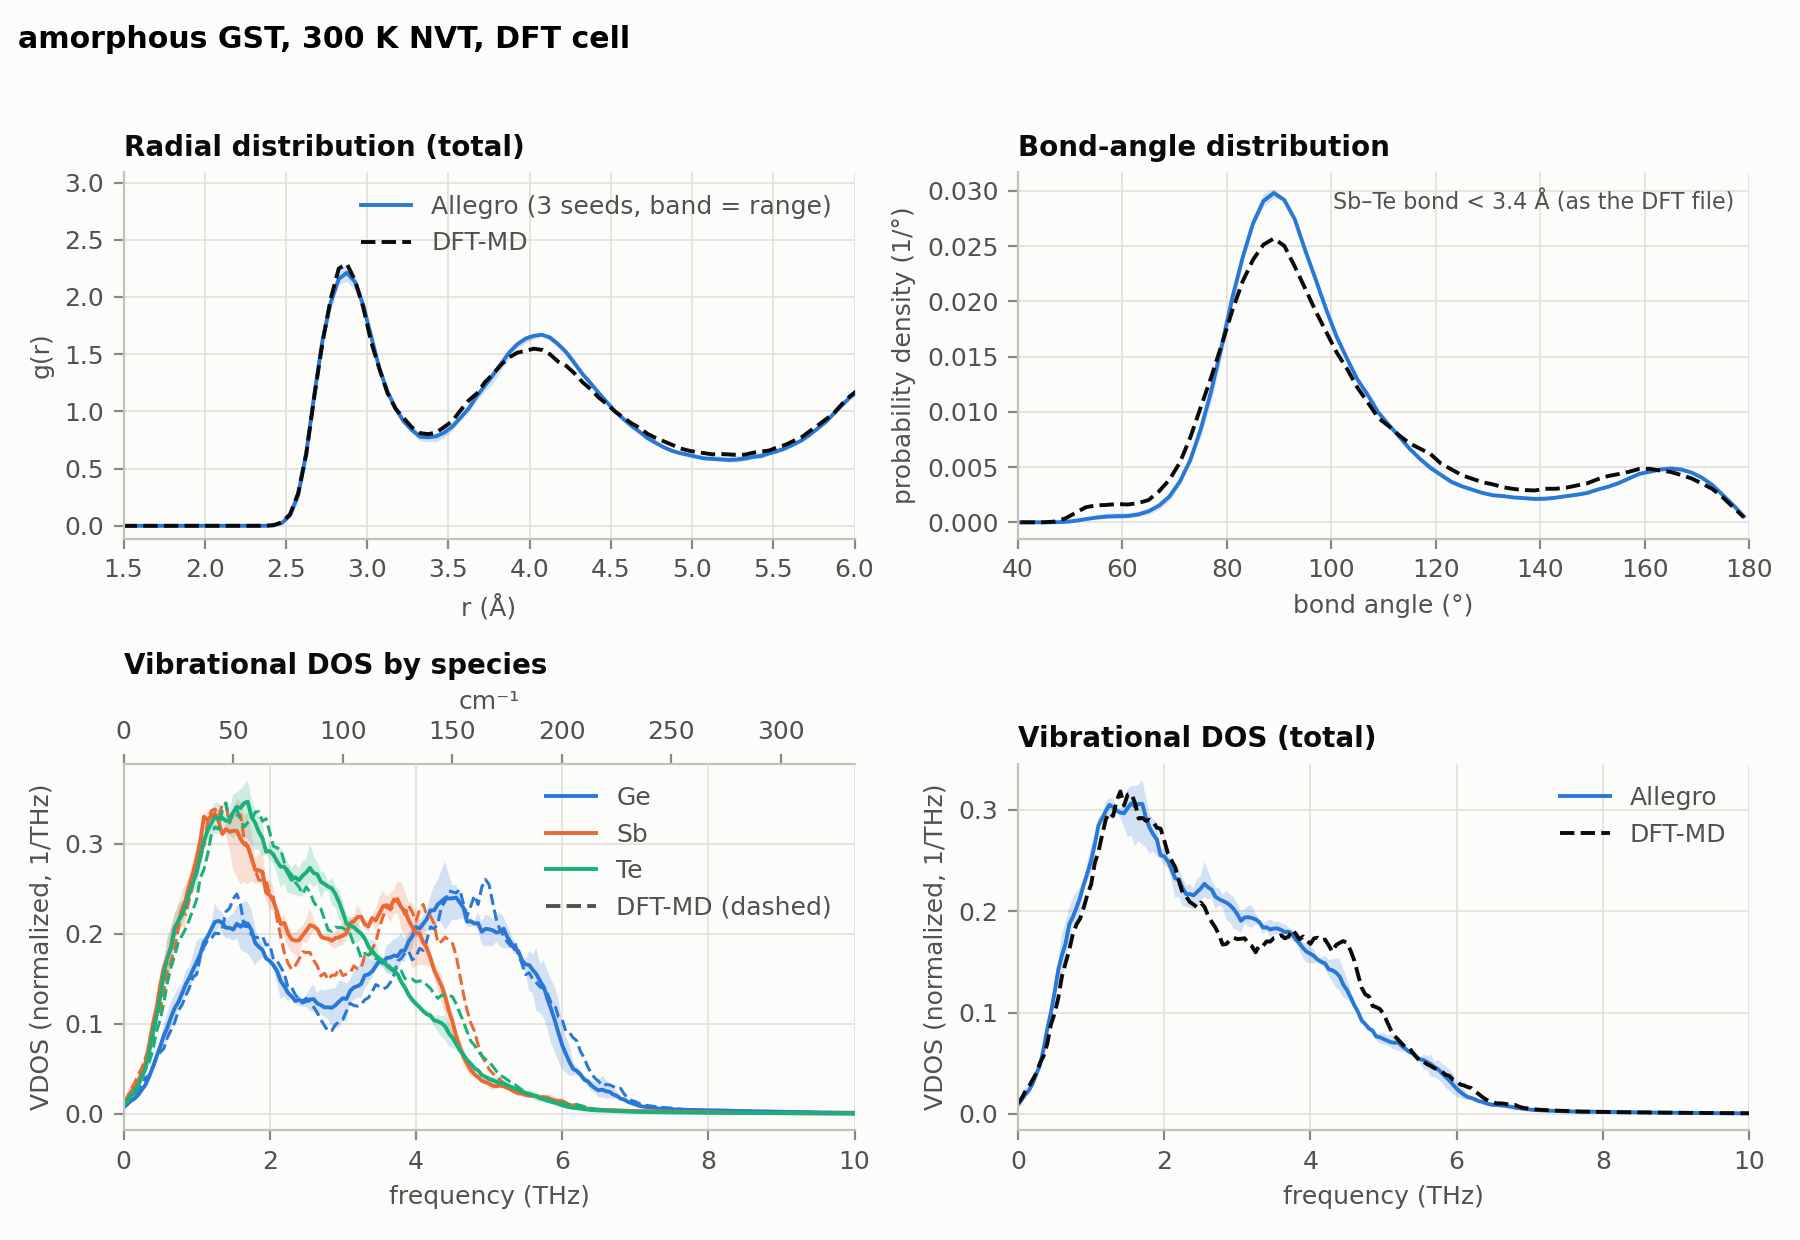 amorphous GST, 300 K NVT, DFT cell
Radial distribution (total)
g(r)
3.0
2.5
2.0
1.5
1.0
0.5
0.0
Allegro (3 seeds, band = range)
DFT-MD
1.5 2.0 2.5 3.0 3.5 4.0 4.5 5.0 5.5 6.0
r (Å)
Bond-angle distribution
probability density (1/°)
0.030
0.025
0.020
0.015
0.010
0.005
0.000
Sb–Te bond < 3.4 Å (as the DFT file)
40 60 80 100 120 140 160 180
bond angle (°)
Vibrational DOS by species
cm⁻¹
0 50 100 150 200 250 300
VDOS (normalized, 1/THz)
0.3
0.2
0.1
0.0
Ge
Sb
Te
DFT-MD (dashed)
0 2 4 6 8 10
frequency (THz)
Vibrational DOS (total)
VDOS (normalized, 1/THz)
0.3
0.2
0.1
0.0
Allegro
DFT-MD
0 2 4 6 8 10
frequency (THz)